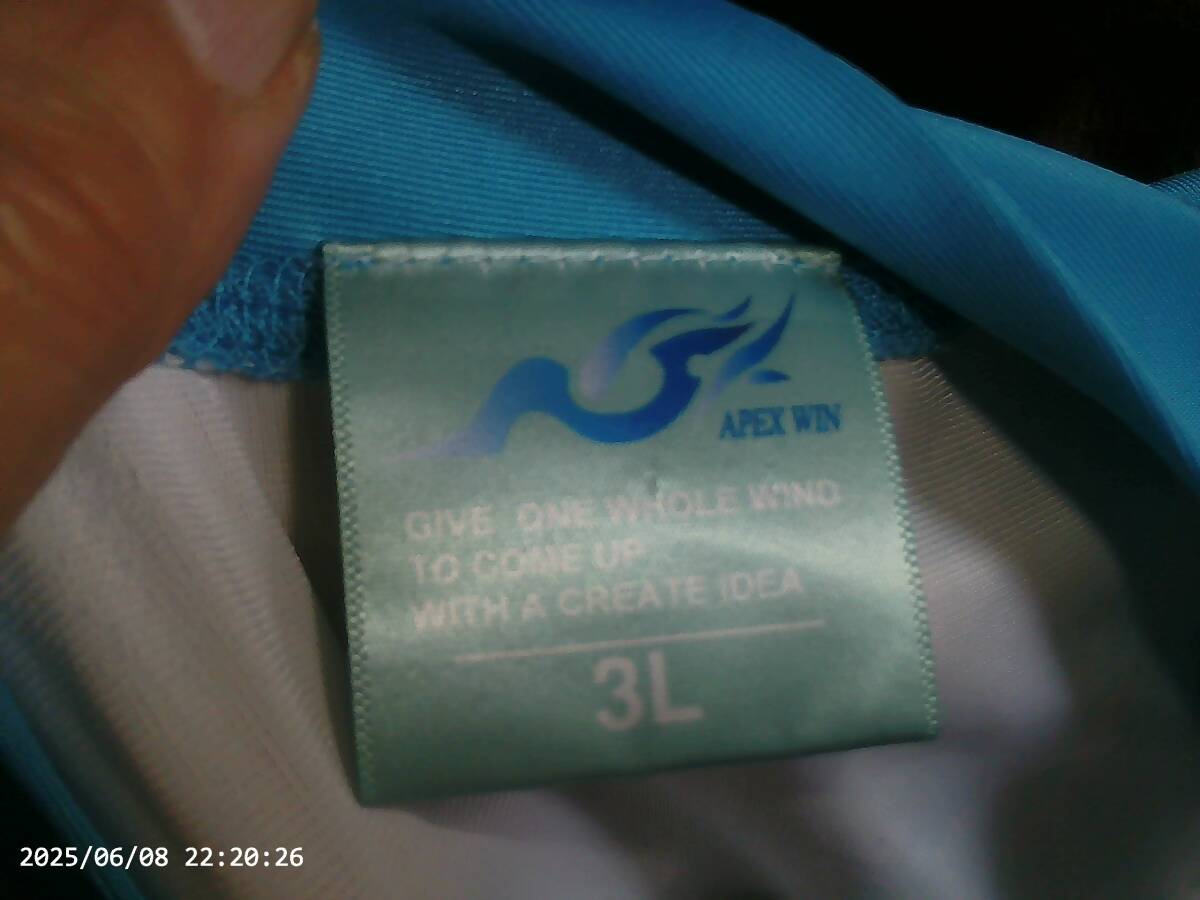 APEX WIN
GIVE ONE WHOLE WIND
TO COME UP
WITH A CREATE IDEA
3L
2025/06/08 22:20:26